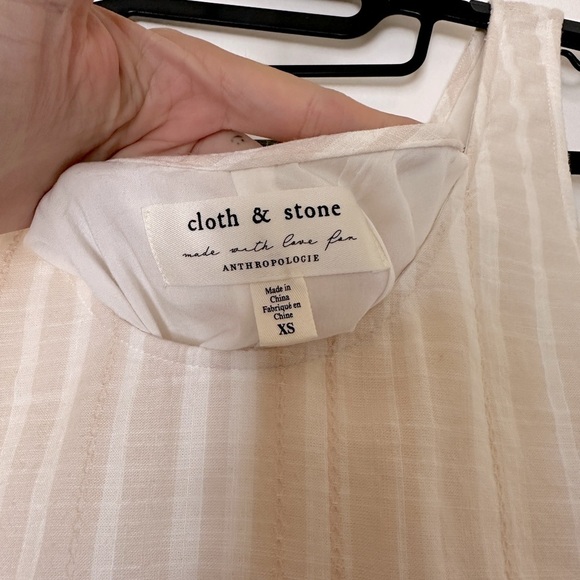 cloth & stone
made with love for
ANTHROPOLOGIE
Made in
China
Fabriqué en
Chine
XS